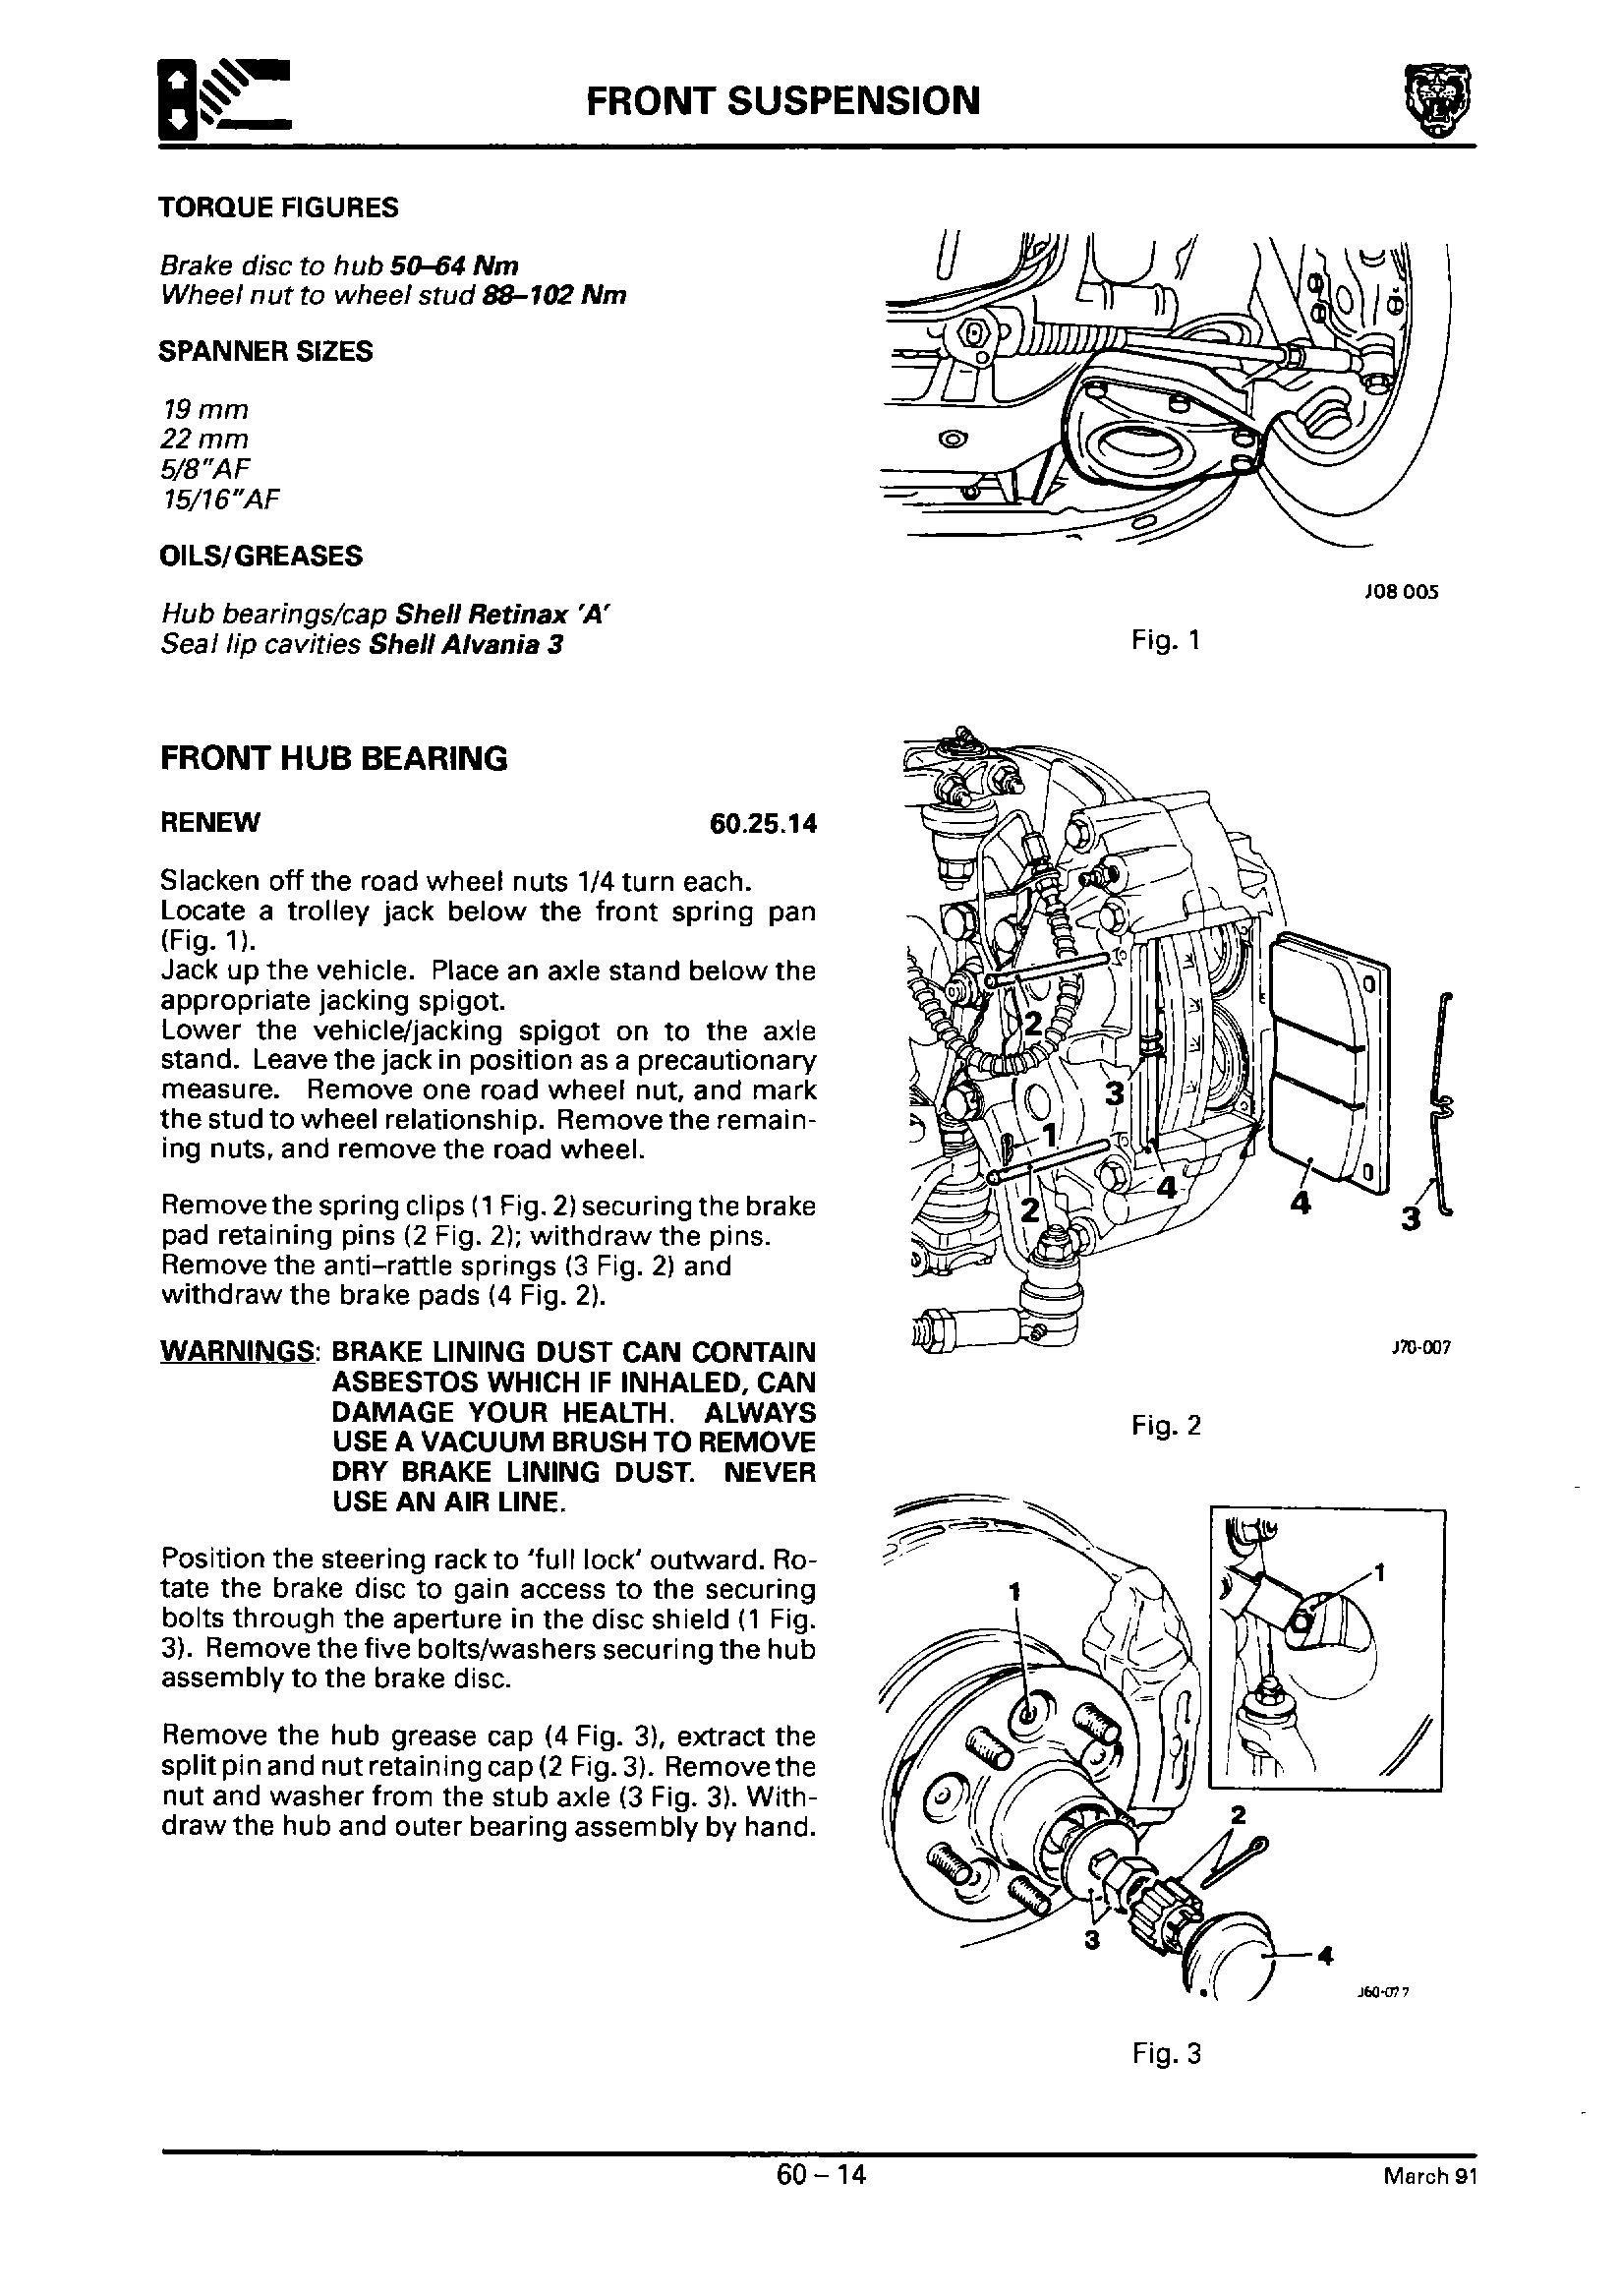 FRONT SUSPENSION
TORQUE FIGURES
Brake disc to hub 50–64 Nm
Wheel nut to wheel stud 88–102 Nm
SPANNER SIZES
19 mm
22 mm
5/8"AF
15/16"AF
OILS/GREASES
Hub bearings/cap Shell Retinax 'A'
Seal lip cavities Shell Alvania 3
J08 005
Fig. 1
FRONT HUB BEARING
RENEW 60.25.14
Slacken off the road wheel nuts 1/4 turn each.
Locate a trolley jack below the front spring pan
(Fig. 1).
Jack up the vehicle. Place an axle stand below the
appropriate jacking spigot.
Lower the vehicle/jacking spigot on to the axle
stand. Leave the jack in position as a precautionary
measure. Remove one road wheel nut, and mark
the stud to wheel relationship. Remove the remain-
ing nuts, and remove the road wheel.
Remove the spring clips (1 Fig. 2) securing the brake
pad retaining pins (2 Fig. 2); withdraw the pins.
Remove the anti–rattle springs (3 Fig. 2) and
withdraw the brake pads (4 Fig. 2).
WARNINGS: BRAKE LINING DUST CAN CONTAIN
ASBESTOS WHICH IF INHALED, CAN
DAMAGE YOUR HEALTH. ALWAYS
USE A VACUUM BRUSH TO REMOVE
DRY BRAKE LINING DUST. NEVER
USE AN AIR LINE.
Position the steering rack to 'full lock' outward. Ro-
tate the brake disc to gain access to the securing
bolts through the aperture in the disc shield (1 Fig.
3). Remove the five bolts/washers securing the hub
assembly to the brake disc.
Remove the hub grease cap (4 Fig. 3), extract the
split pin and nut retaining cap (2 Fig. 3). Remove the
nut and washer from the stub axle (3 Fig. 3). With-
draw the hub and outer bearing assembly by hand.
2
3
1
4
2
4
3
J70-007
Fig. 2
1
1
2
3
4
J60-077
Fig. 3
60 – 14
March 91